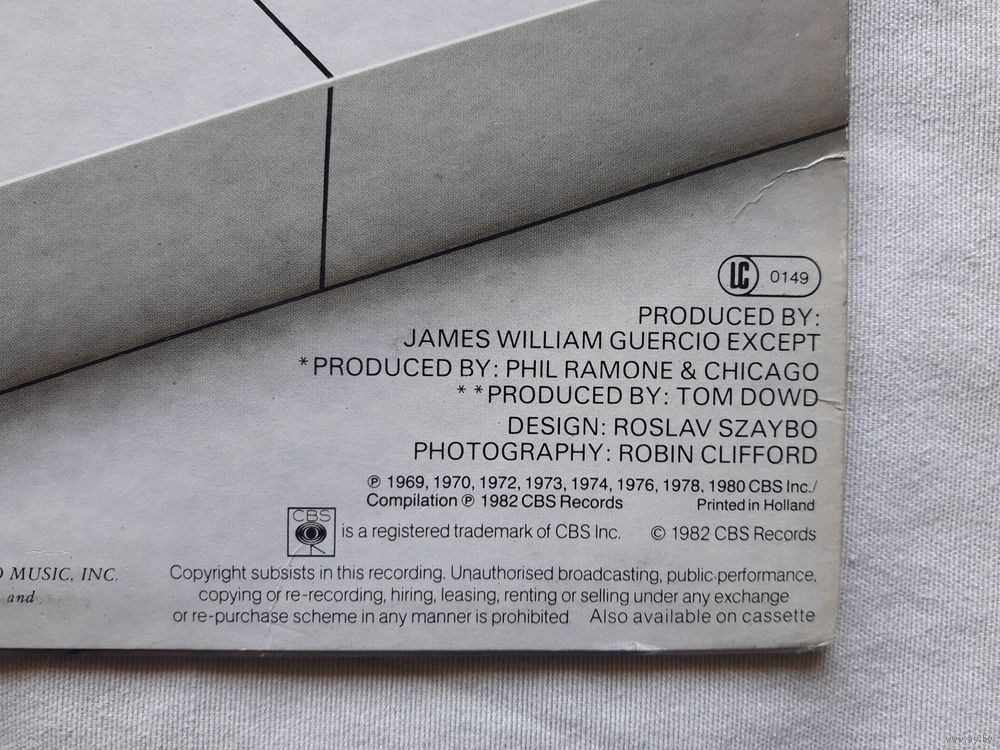 LC 0149
PRODUCED BY:
JAMES WILLIAM GUERCIO EXCEPT
*PRODUCED BY: PHIL RAMONE & CHICAGO
**PRODUCED BY: TOM DOWD
DESIGN: ROSLAV SZAYBO
PHOTOGRAPHY: ROBIN CLIFFORD
℗ 1969, 1970, 1972, 1973, 1974, 1976, 1978, 1980 CBS Inc./
Compilation ℗ 1982 CBS Records Printed in Holland
CBS is a registered trademark of CBS Inc. © 1982 CBS Records
MUSIC, INC.
and
Copyright subsists in this recording. Unauthorised broadcasting, public performance,
copying or re-recording, hiring, leasing, renting or selling under any exchange
or re-purchase scheme in any manner is prohibited. Also available on cassette
www.ay.by